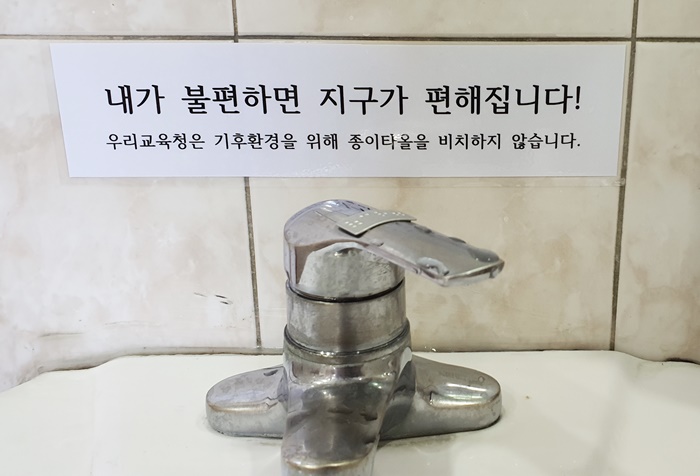 내가 불편하면 지구가 편해집니다!
우리교육청은 기후환경을 위해 종이타올을 비치하지 않습니다.